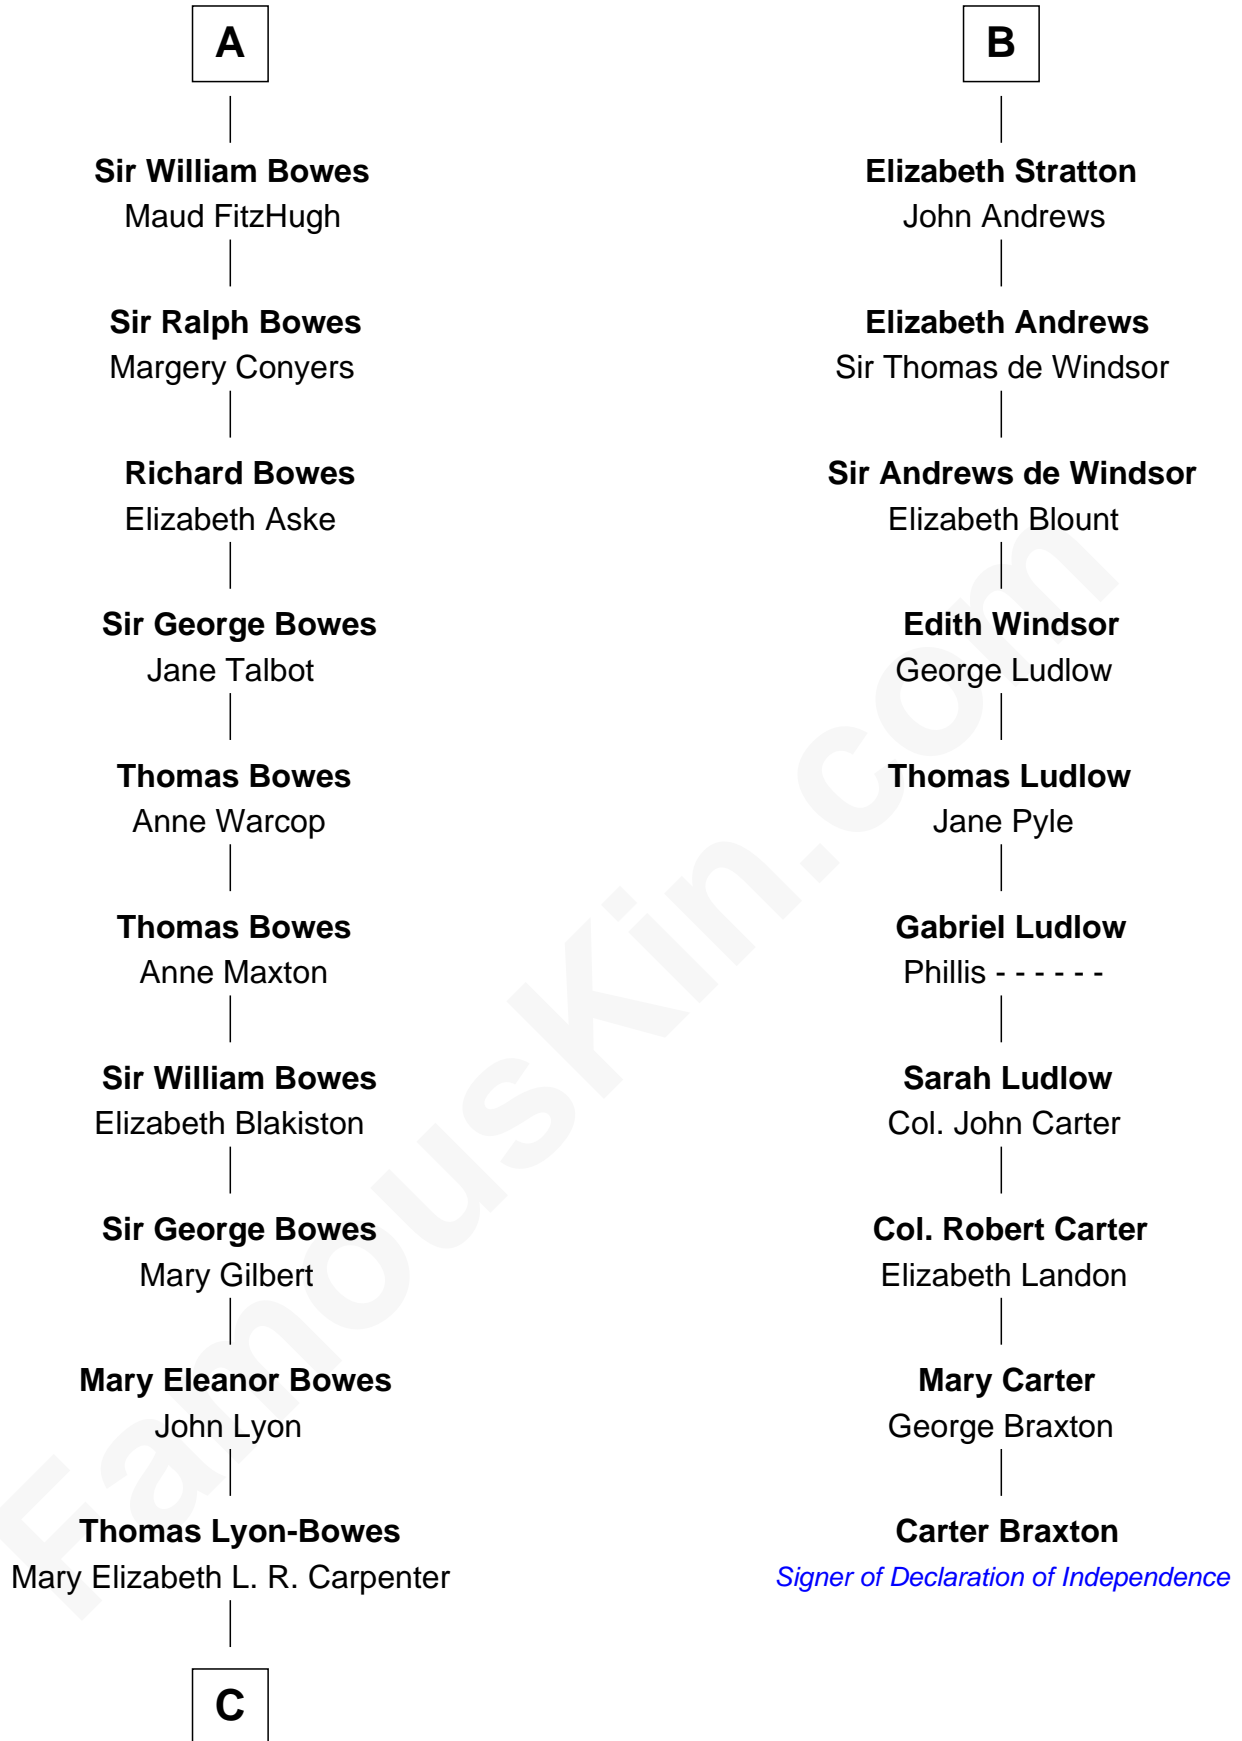 A
Sir William Bowes
Maud FitzHugh
Sir Ralph Bowes
Margery Conyers
Richard Bowes
Elizabeth Aske
Sir George Bowes
Jane Talbot
Thomas Bowes
Anne Warcop
Thomas Bowes
Anne Maxton
Sir William Bowes
Elizabeth Blakiston
Sir George Bowes
Mary Gilbert
Mary Eleanor Bowes
John Lyon
Thomas Lyon-Bowes
Mary Elizabeth L. R. Carpenter
C
B
Elizabeth Stratton
John Andrews
Elizabeth Andrews
Sir Thomas de Windsor
Sir Andrews de Windsor
Elizabeth Blount
Edith Windsor
George Ludlow
Thomas Ludlow
Jane Pyle
Gabriel Ludlow
Phillis - - - - - -
Sarah Ludlow
Col. John Carter
Col. Robert Carter
Elizabeth Landon
Mary Carter
George Braxton
Carter Braxton
Signer of Declaration of Independence
FamousKin.com